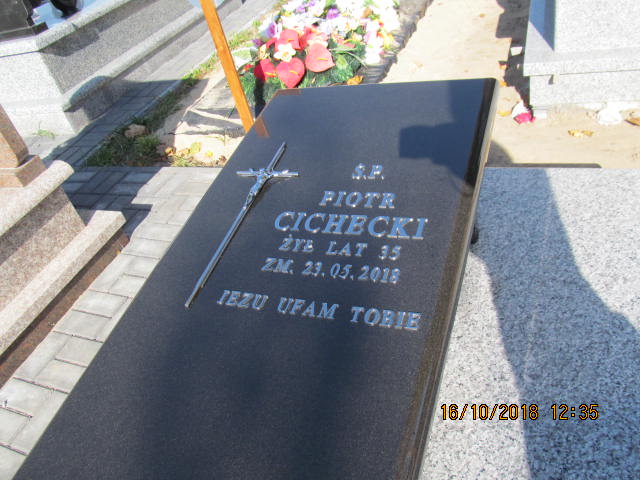 Ś.P.
PIOTR
CICHECKI
ŻYŁ LAT 35
ZM. 23.05.2018
JEZU UFAM TOBIE
16/10/2018 12:35